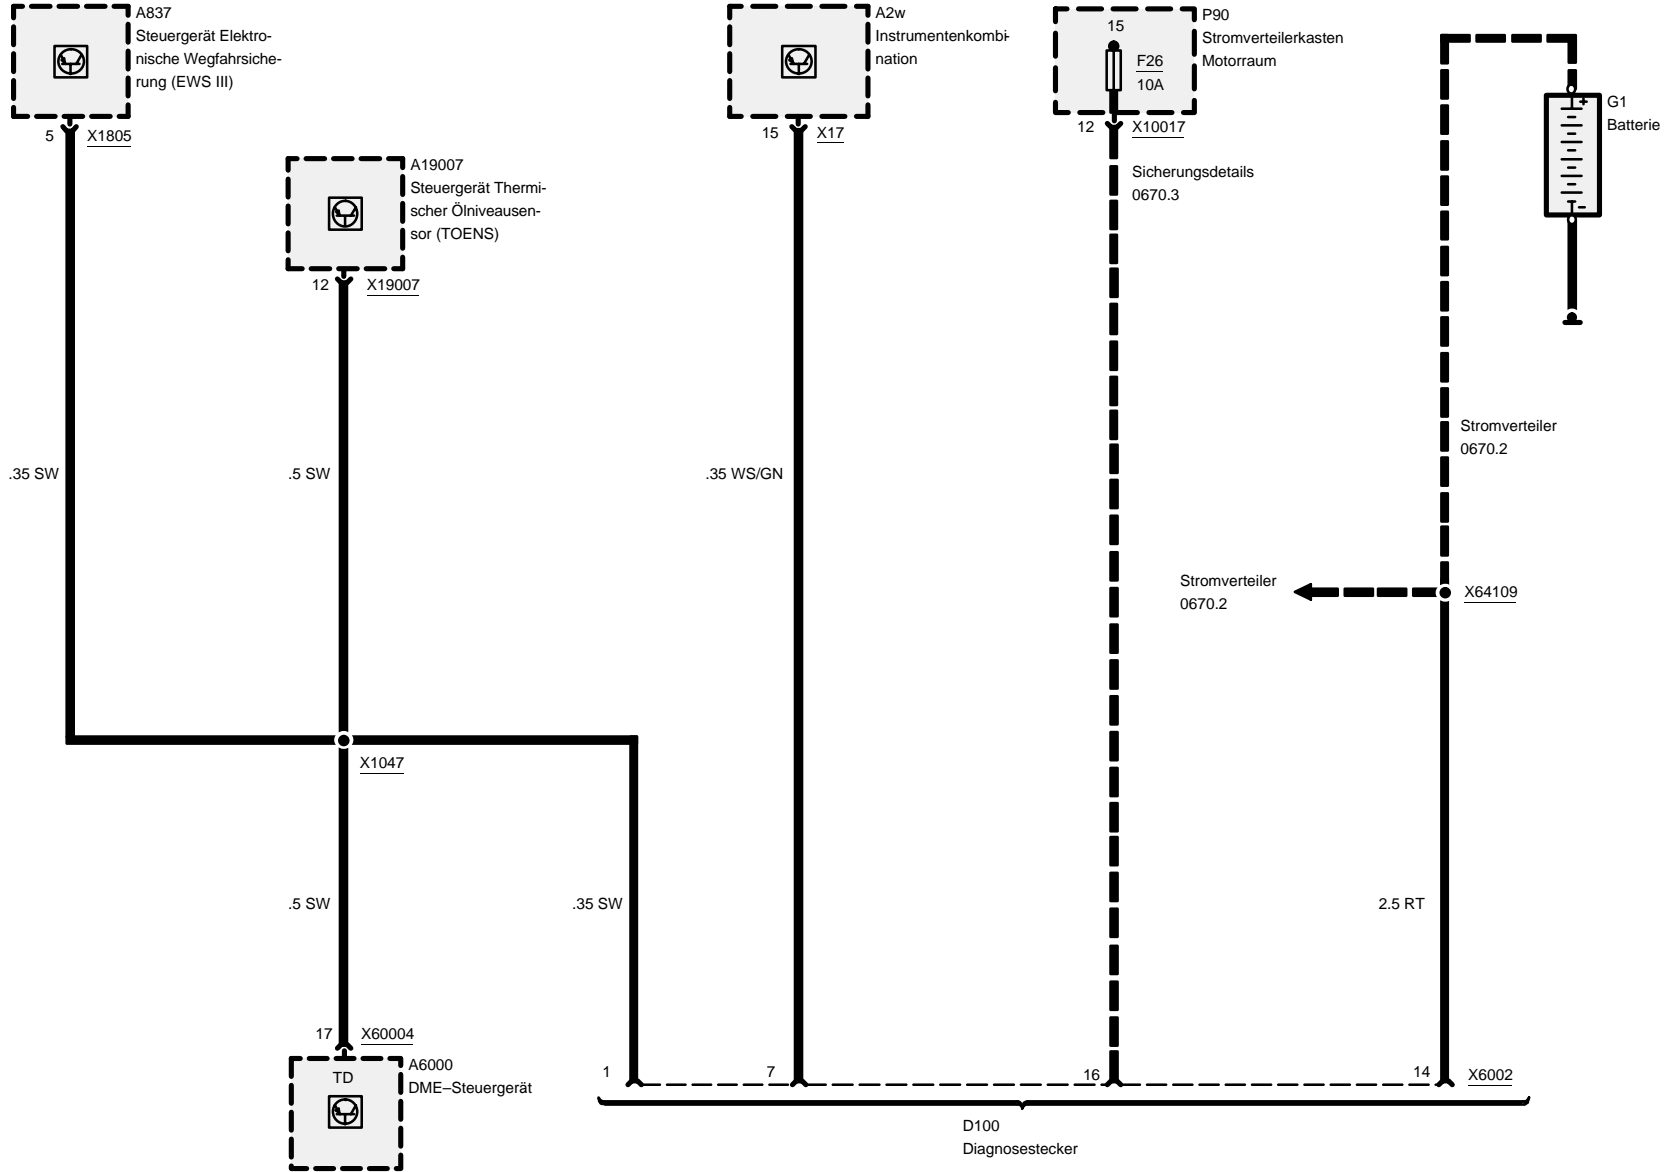 A837
Steuergerät Elektro-
nische Wegfahrsiche-
rung (EWS III)
5
X1805
A19007
Steuergerät Thermi-
scher Ölniveausen-
sor (TOENS)
12
X19007
A2w
Instrumentenkombi-
nation
15
X17
P90
Stromverteilerkasten
Motorraum
15
F26
10A
12
X10017
Sicherungsdetails
0670.3
G1
Batterie
+
–
Stromverteiler
0670.2
.35 SW
.5 SW
.35 WS/GN
Stromverteiler
0670.2
X64109
X1047
.5 SW
.35 SW
2.5 RT
17
X60004
A6000
DME–Steuergerät
TD
1
7
16
14
X6002
D100
Diagnosestecker